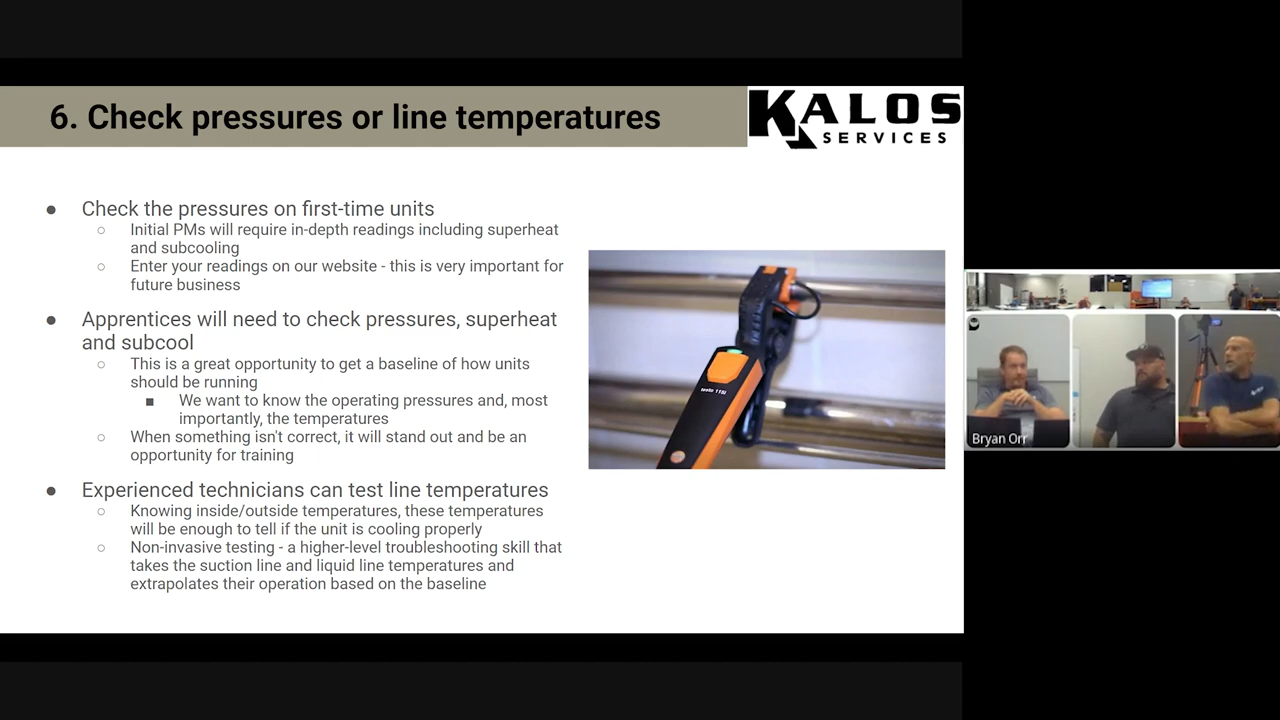 6. Check pressures or line temperatures
KALOS
SERVICES
● Check the pressures on first-time units
○ Initial PMs will require in-depth readings including superheat
and subcooling
○ Enter your readings on our website - this is very important for
future business
● Apprentices will need to check pressures, superheat
and subcool
○ This is a great opportunity to get a baseline of how units
should be running
■ We want to know the operating pressures and, most
importantly, the temperatures
○ When something isn't correct, it will stand out and be an
opportunity for training
● Experienced technicians can test line temperatures
○ Knowing inside/outside temperatures, these temperatures
will be enough to tell if the unit is cooling properly
○ Non-invasive testing - a higher-level troubleshooting skill that
takes the suction line and liquid line temperatures and
extrapolates their operation based on the baseline
testo 115i
Bryan Orr